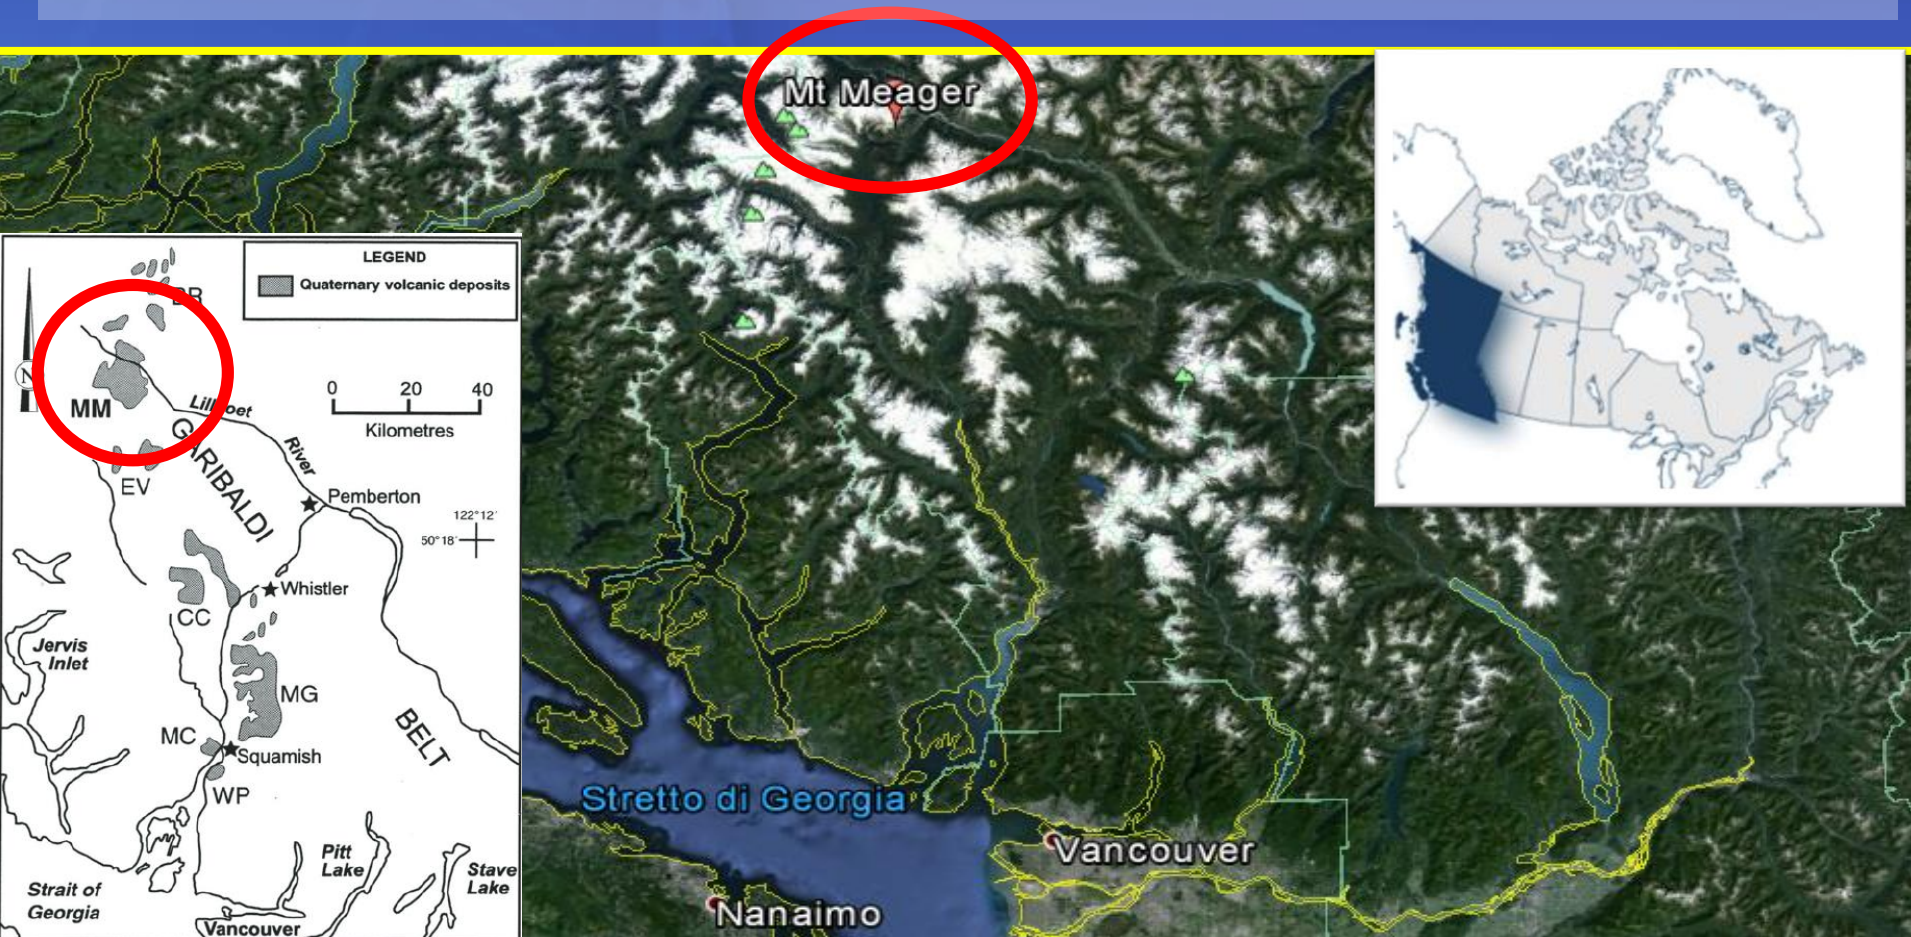 Mt Meager
Stretto di Georgia
Vancouver
Nanaimo
LEGEND
Quaternary volcanic deposits
BR
N
MM
0 20 40
Kilometres
Lillooet
River
GARIBALDI
EV
Pemberton
122°12'
50°18'
Whistler
CC
Jervis
Inlet
MG
BELT
MC
Squamish
WP
Pitt
Lake
Stave
Lake
Strait of
Georgia
Vancouver